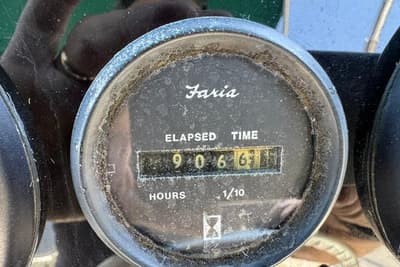 Faria
ELAPSED TIME
90661
HOURS 1/10